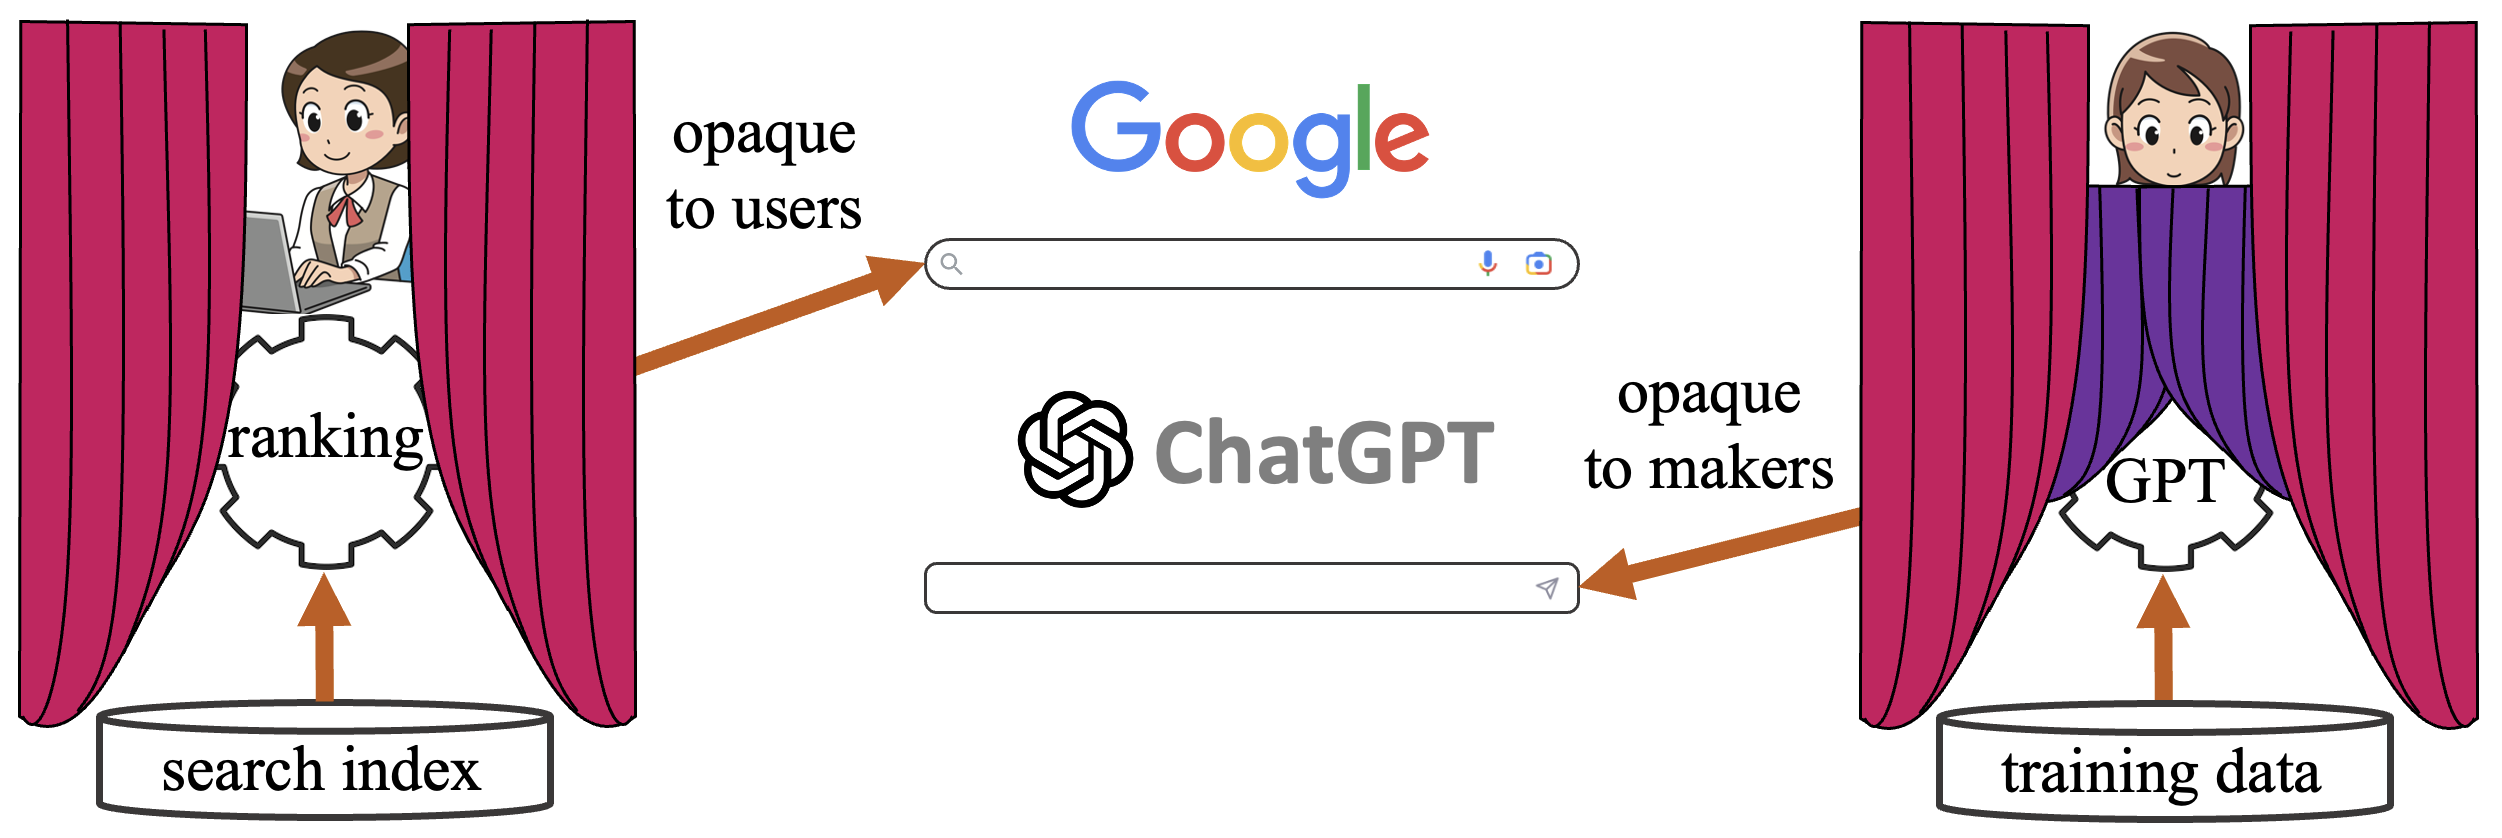 opaque
to users
ranking
search index
Google
ChatGPT
opaque
to makers
GPT
training data